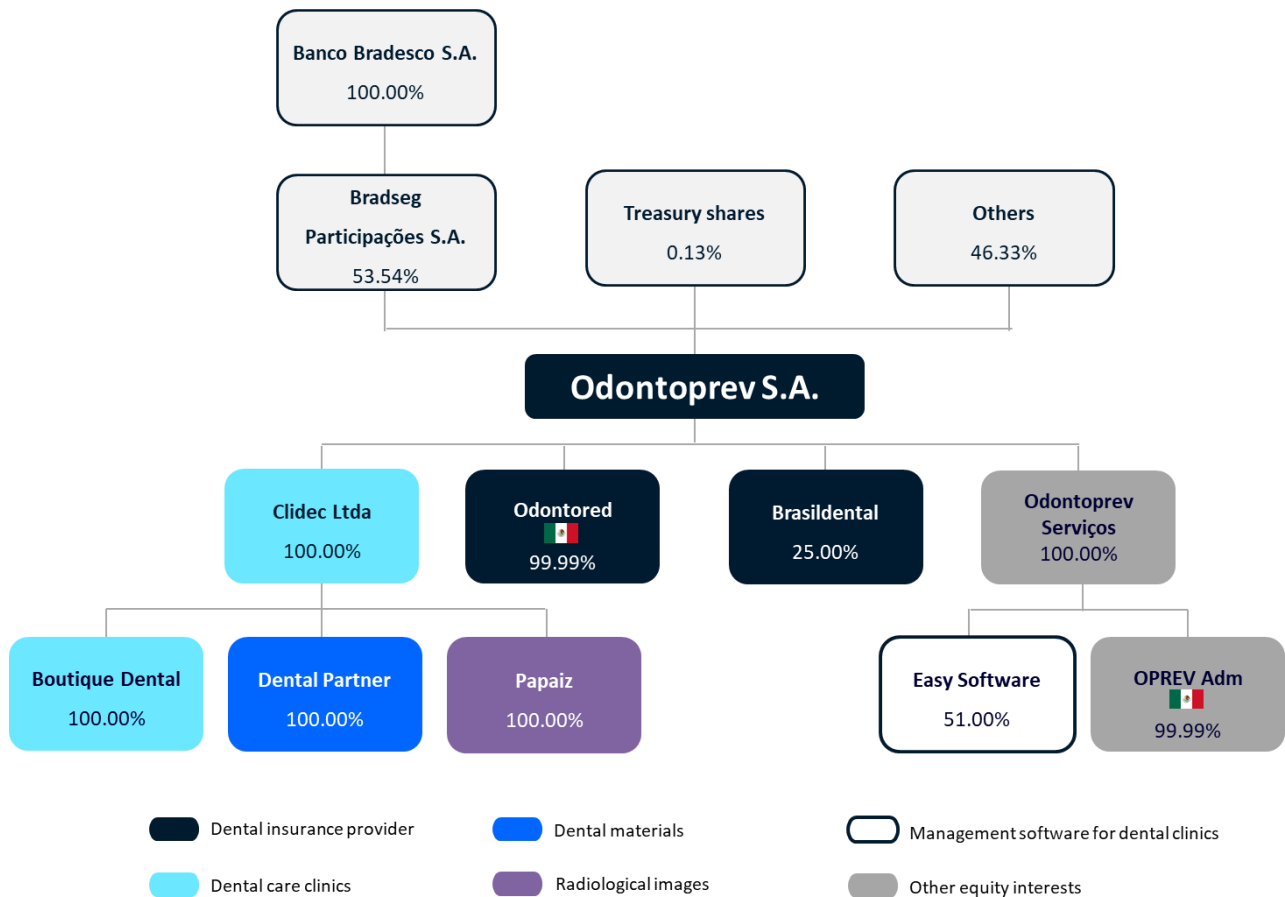 Banco Bradesco S.A.
100.00%
Bradseg
Participações S.A.
53.54%
Treasury shares
0.13%
Others
46.33%
Odontoprev S.A.
Clidec Ltda
100.00%
Odontored
99.99%
Brasildental
25.00%
Odontoprev
Serviços
100.00%
Boutique Dental
100.00%
Dental Partner
100.00%
Papaiz
100.00%
Easy Software
51.00%
OPREV Adm
99.99%
Dental insurance provider
Dental materials
Management software for dental clinics
Dental care clinics
Radiological images
Other equity interests